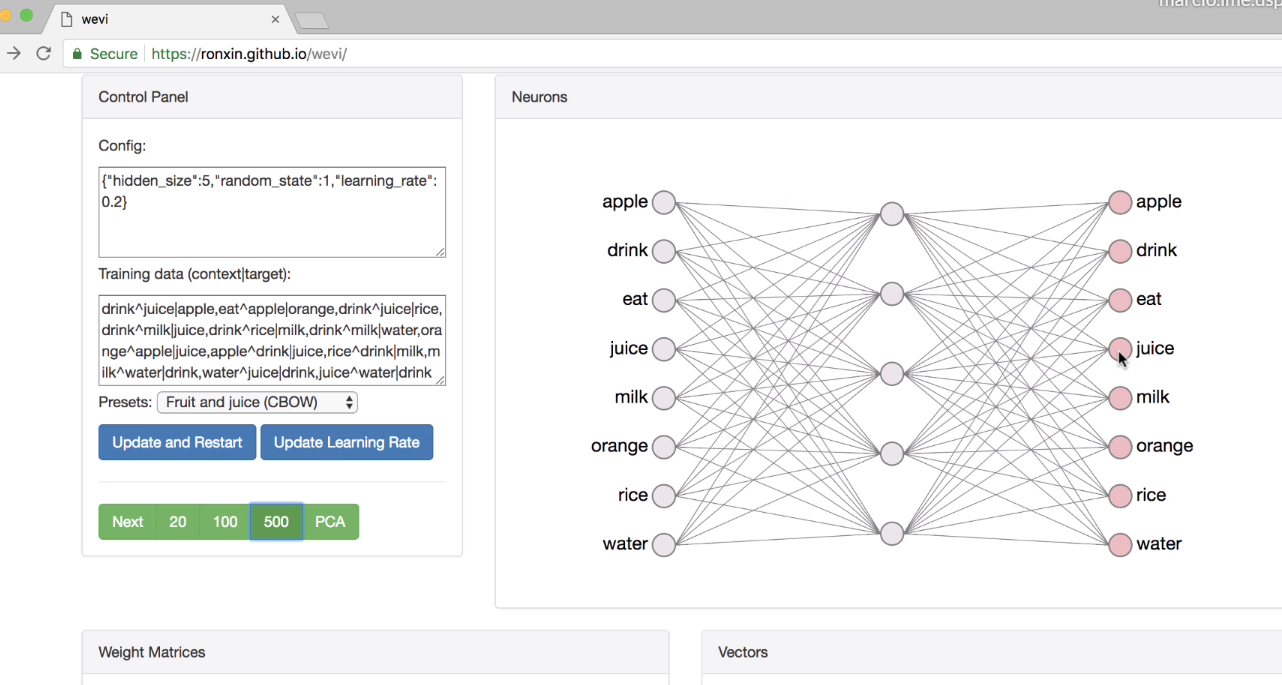 marcio.ime.usp
wevi
Secure https://ronxin.github.io/wevi/
Control Panel
Config:
{"hidden_size":5,"random_state":1,"learning_rate":
0.2}
Training data (context|target):
drink^juice|apple,eat^apple|orange,drink^juice|rice,
drink^milk|juice,drink^rice|milk,drink^milk|water,ora
nge^apple|juice,apple^drink|juice,rice^drink|milk,m
ilk^water|drink,water^juice|drink,juice^water|drink
Presets: Fruit and juice (CBOW)
Update and Restart Update Learning Rate
Next 20 100 500 PCA
Neurons
apple apple
drink drink
eat eat
juice juice
milk milk
orange orange
rice rice
water water
Weight Matrices
Vectors